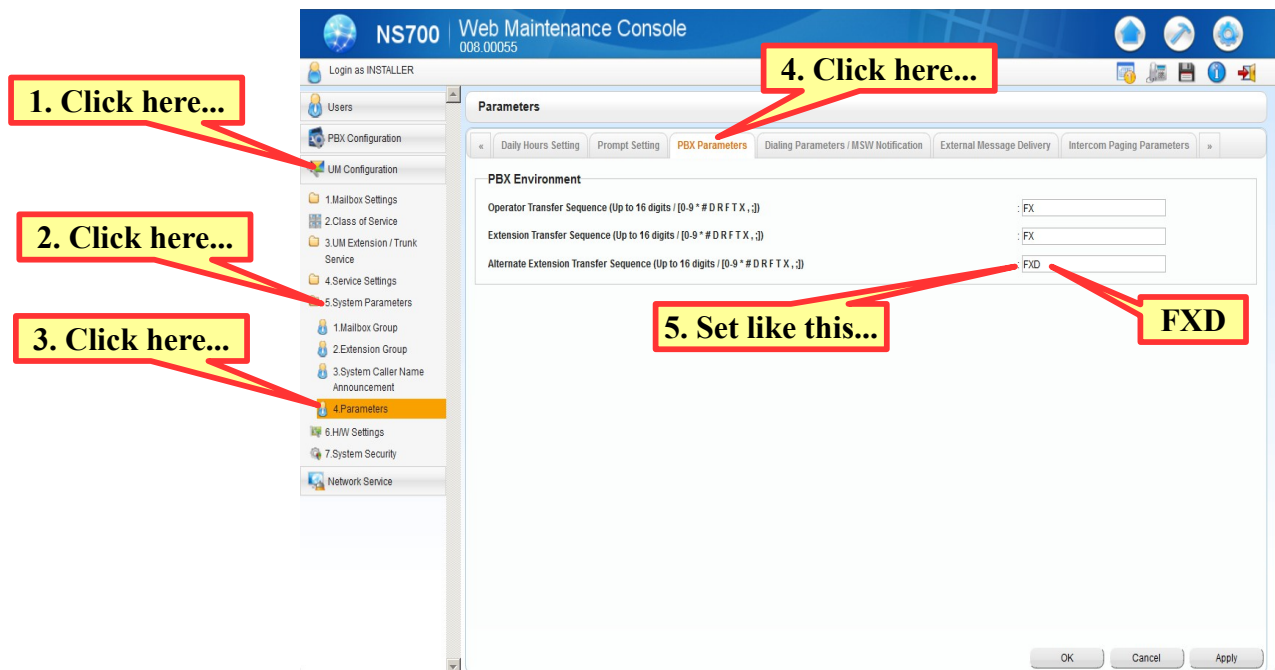 NS700
Web Maintenance Console
008.00055
Login as INSTALLER
4. Click here...
1. Click here...
Users
Parameters
PBX Configuration
« Daily Hours Setting Prompt Setting PBX Parameters Dialing Parameters / MSW Notification External Message Delivery Intercom Paging Parameters »
UM Configuration
PBX Environment
1.Mailbox Settings
Operator Transfer Sequence (Up to 16 digits / [0-9 * # D R F T X , ;]) : FX
2.Class of Service
2. Click here...
3.UM Extension / Trunk
Service
Extension Transfer Sequence (Up to 16 digits / [0-9 * # D R F T X , ;]) : FX
Alternate Extension Transfer Sequence (Up to 16 digits / [0-9 * # D R F T X , ;]) : FXD
4.Service Settings
5.System Parameters
5. Set like this...
FXD
1.Mailbox Group
3. Click here...
2.Extension Group
3.System Caller Name
Announcement
4.Parameters
6.H/W Settings
7.System Security
Network Service
OK Cancel Apply